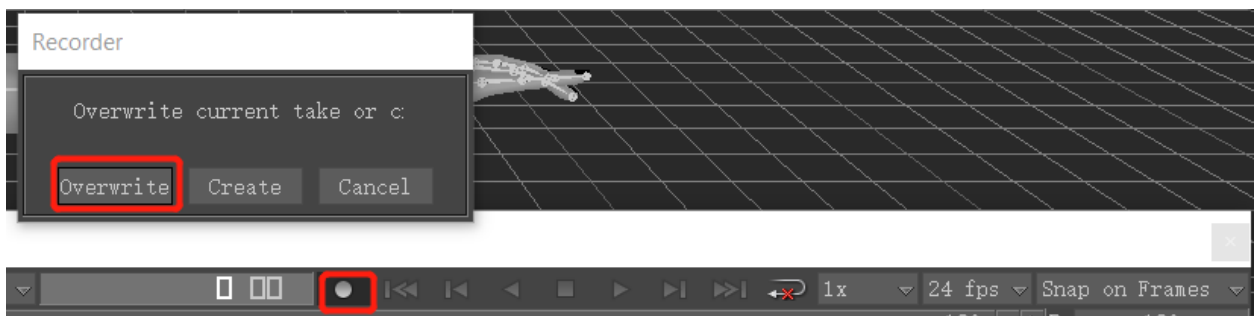 Recorder
Overwrite current take or c
Overwrite Create Cancel
1x 24 fps Snap on Frames